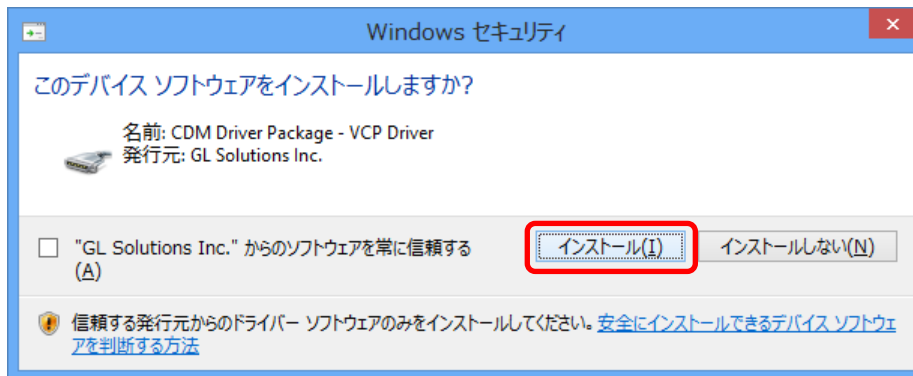 Windows セキュリティ
このデバイス ソフトウェアをインストールしますか?
名前: CDM Driver Package - VCP Driver
発行元: GL Solutions Inc.
"GL Solutions Inc." からのソフトウェアを常に信頼する
(A)
インストール(I)
インストールしない(N)
信頼する発行元からのドライバー ソフトウェアのみをインストールしてください。安全にインストールできるデバイス ソフトウェ
アを判断する方法